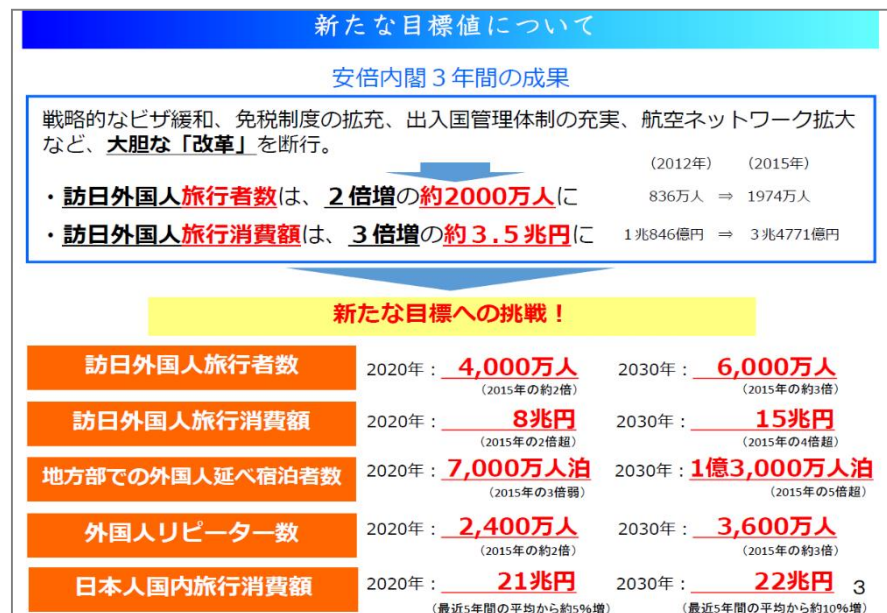 新たな目標値について
安倍内閣3年間の成果
戦略的なビザ緩和、免税制度の拡充、出入国管理体制の充実、航空ネットワーク拡大
など、大胆な「改革」を断行。
(2012年) (2015年)
・訪日外国人旅行者数は、2倍増の約2000万人に 836万人 ⇒ 1974万人
・訪日外国人旅行消費額は、3倍増の約3.5兆円に 1兆846億円 ⇒ 3兆4771億円
新たな目標への挑戦!
訪日外国人旅行者数 2020年: 4,000万人 2030年: 6,000万人
(2015年の約2倍) (2015年の約3倍)
訪日外国人旅行消費額 2020年: 8兆円 2030年: 15兆円
(2015年の2倍超) (2015年の4倍超)
地方部での外国人延べ宿泊者数 2020年: 7,000万人泊 2030年: 1億3,000万人泊
(2015年の3倍弱) (2015年の5倍超)
外国人リピーター数 2020年: 2,400万人 2030年: 3,600万人
(2015年の約2倍) (2015年の約3倍)
日本人国内旅行消費額 2020年: 21兆円 2030年: 22兆円 3
(最近5年間の平均から約5%増) (最近5年間の平均から約10%増)